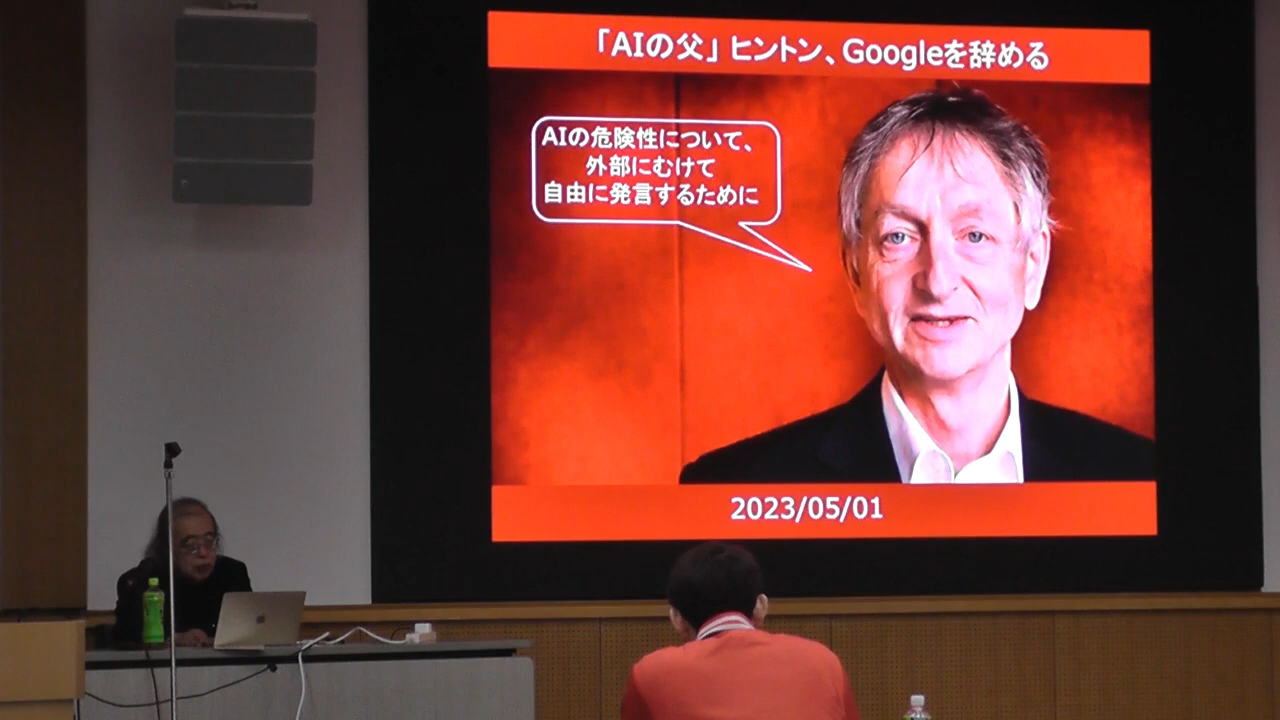 「AIの父」ヒントン、Googleを辞める
AIの危険性について、
外部にむけて
自由に発言するために
2023/05/01